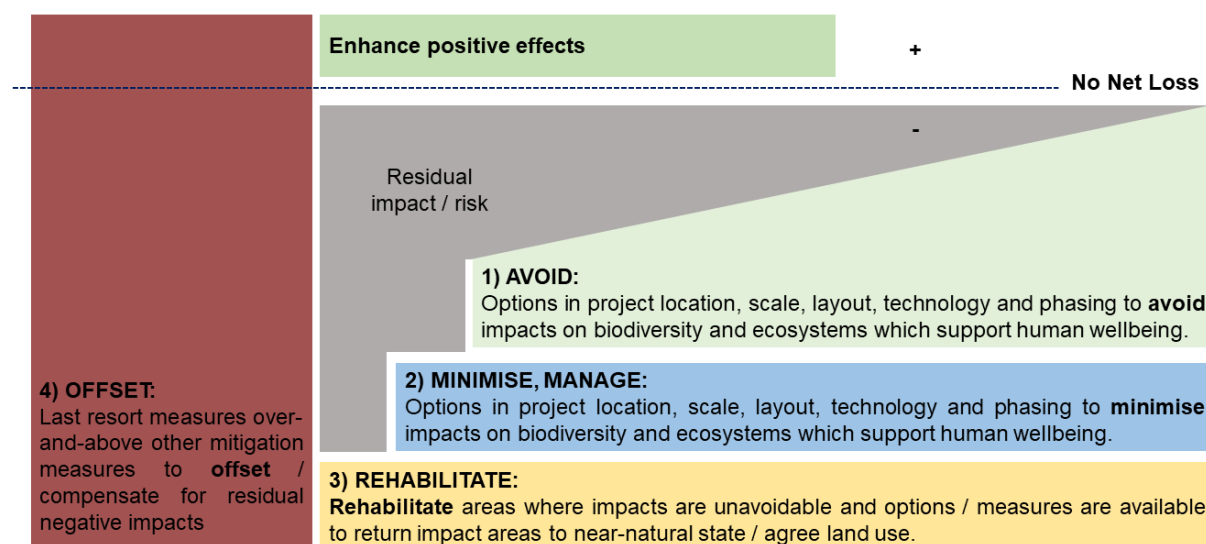 Enhance positive effects
+
No Net Loss
-
Residual
impact / risk
1) AVOID:
Options in project location, scale, layout, technology and phasing to avoid
impacts on biodiversity and ecosystems which support human wellbeing.
2) MINIMISE, MANAGE:
Options in project location, scale, layout, technology and phasing to minimise
impacts on biodiversity and ecosystems which support human wellbeing.
3) REHABILITATE:
Rehabilitate areas where impacts are unavoidable and options / measures are available
to return impact areas to near-natural state / agree land use.
4) OFFSET:
Last resort measures over-
and-above other mitigation
measures to offset /
compensate for residual
negative impacts